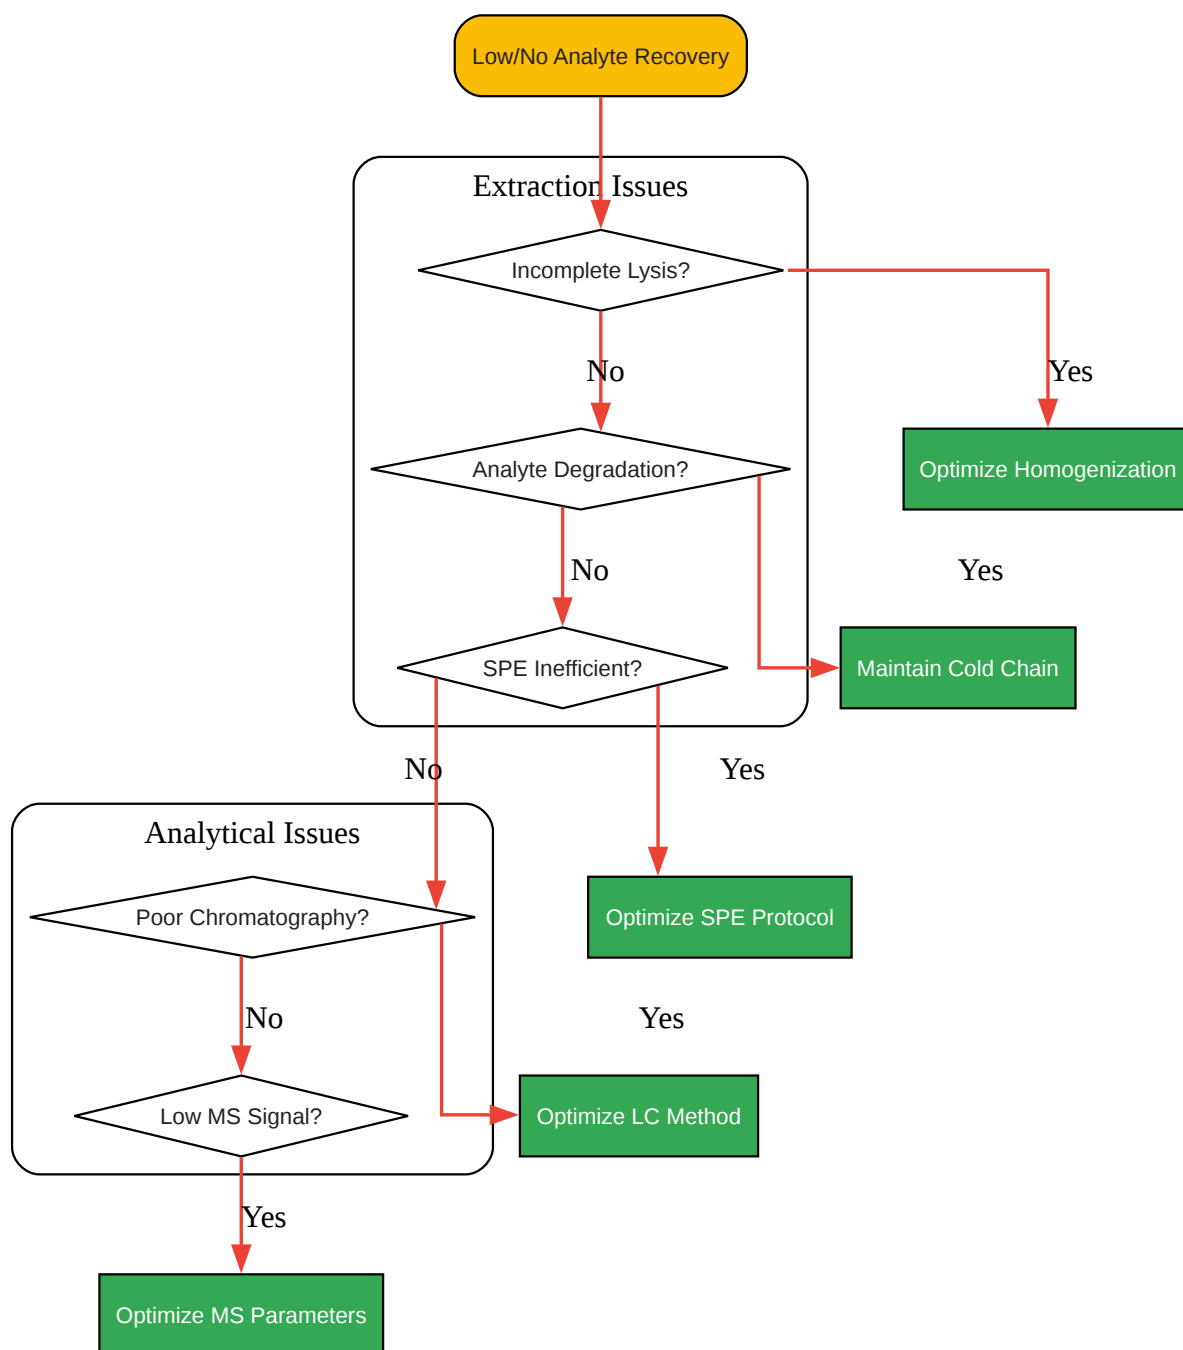 Low/No Analyte Recovery
Extraction Issues
Incomplete Lysis?
No
Yes
Analyte Degradation?
Optimize Homogenization
No
Yes
SPE Inefficient?
Maintain Cold Chain
No
Yes
Analytical Issues
Poor Chromatography?
Optimize SPE Protocol
No
Yes
Low MS Signal?
Optimize LC Method
Yes
Optimize MS Parameters